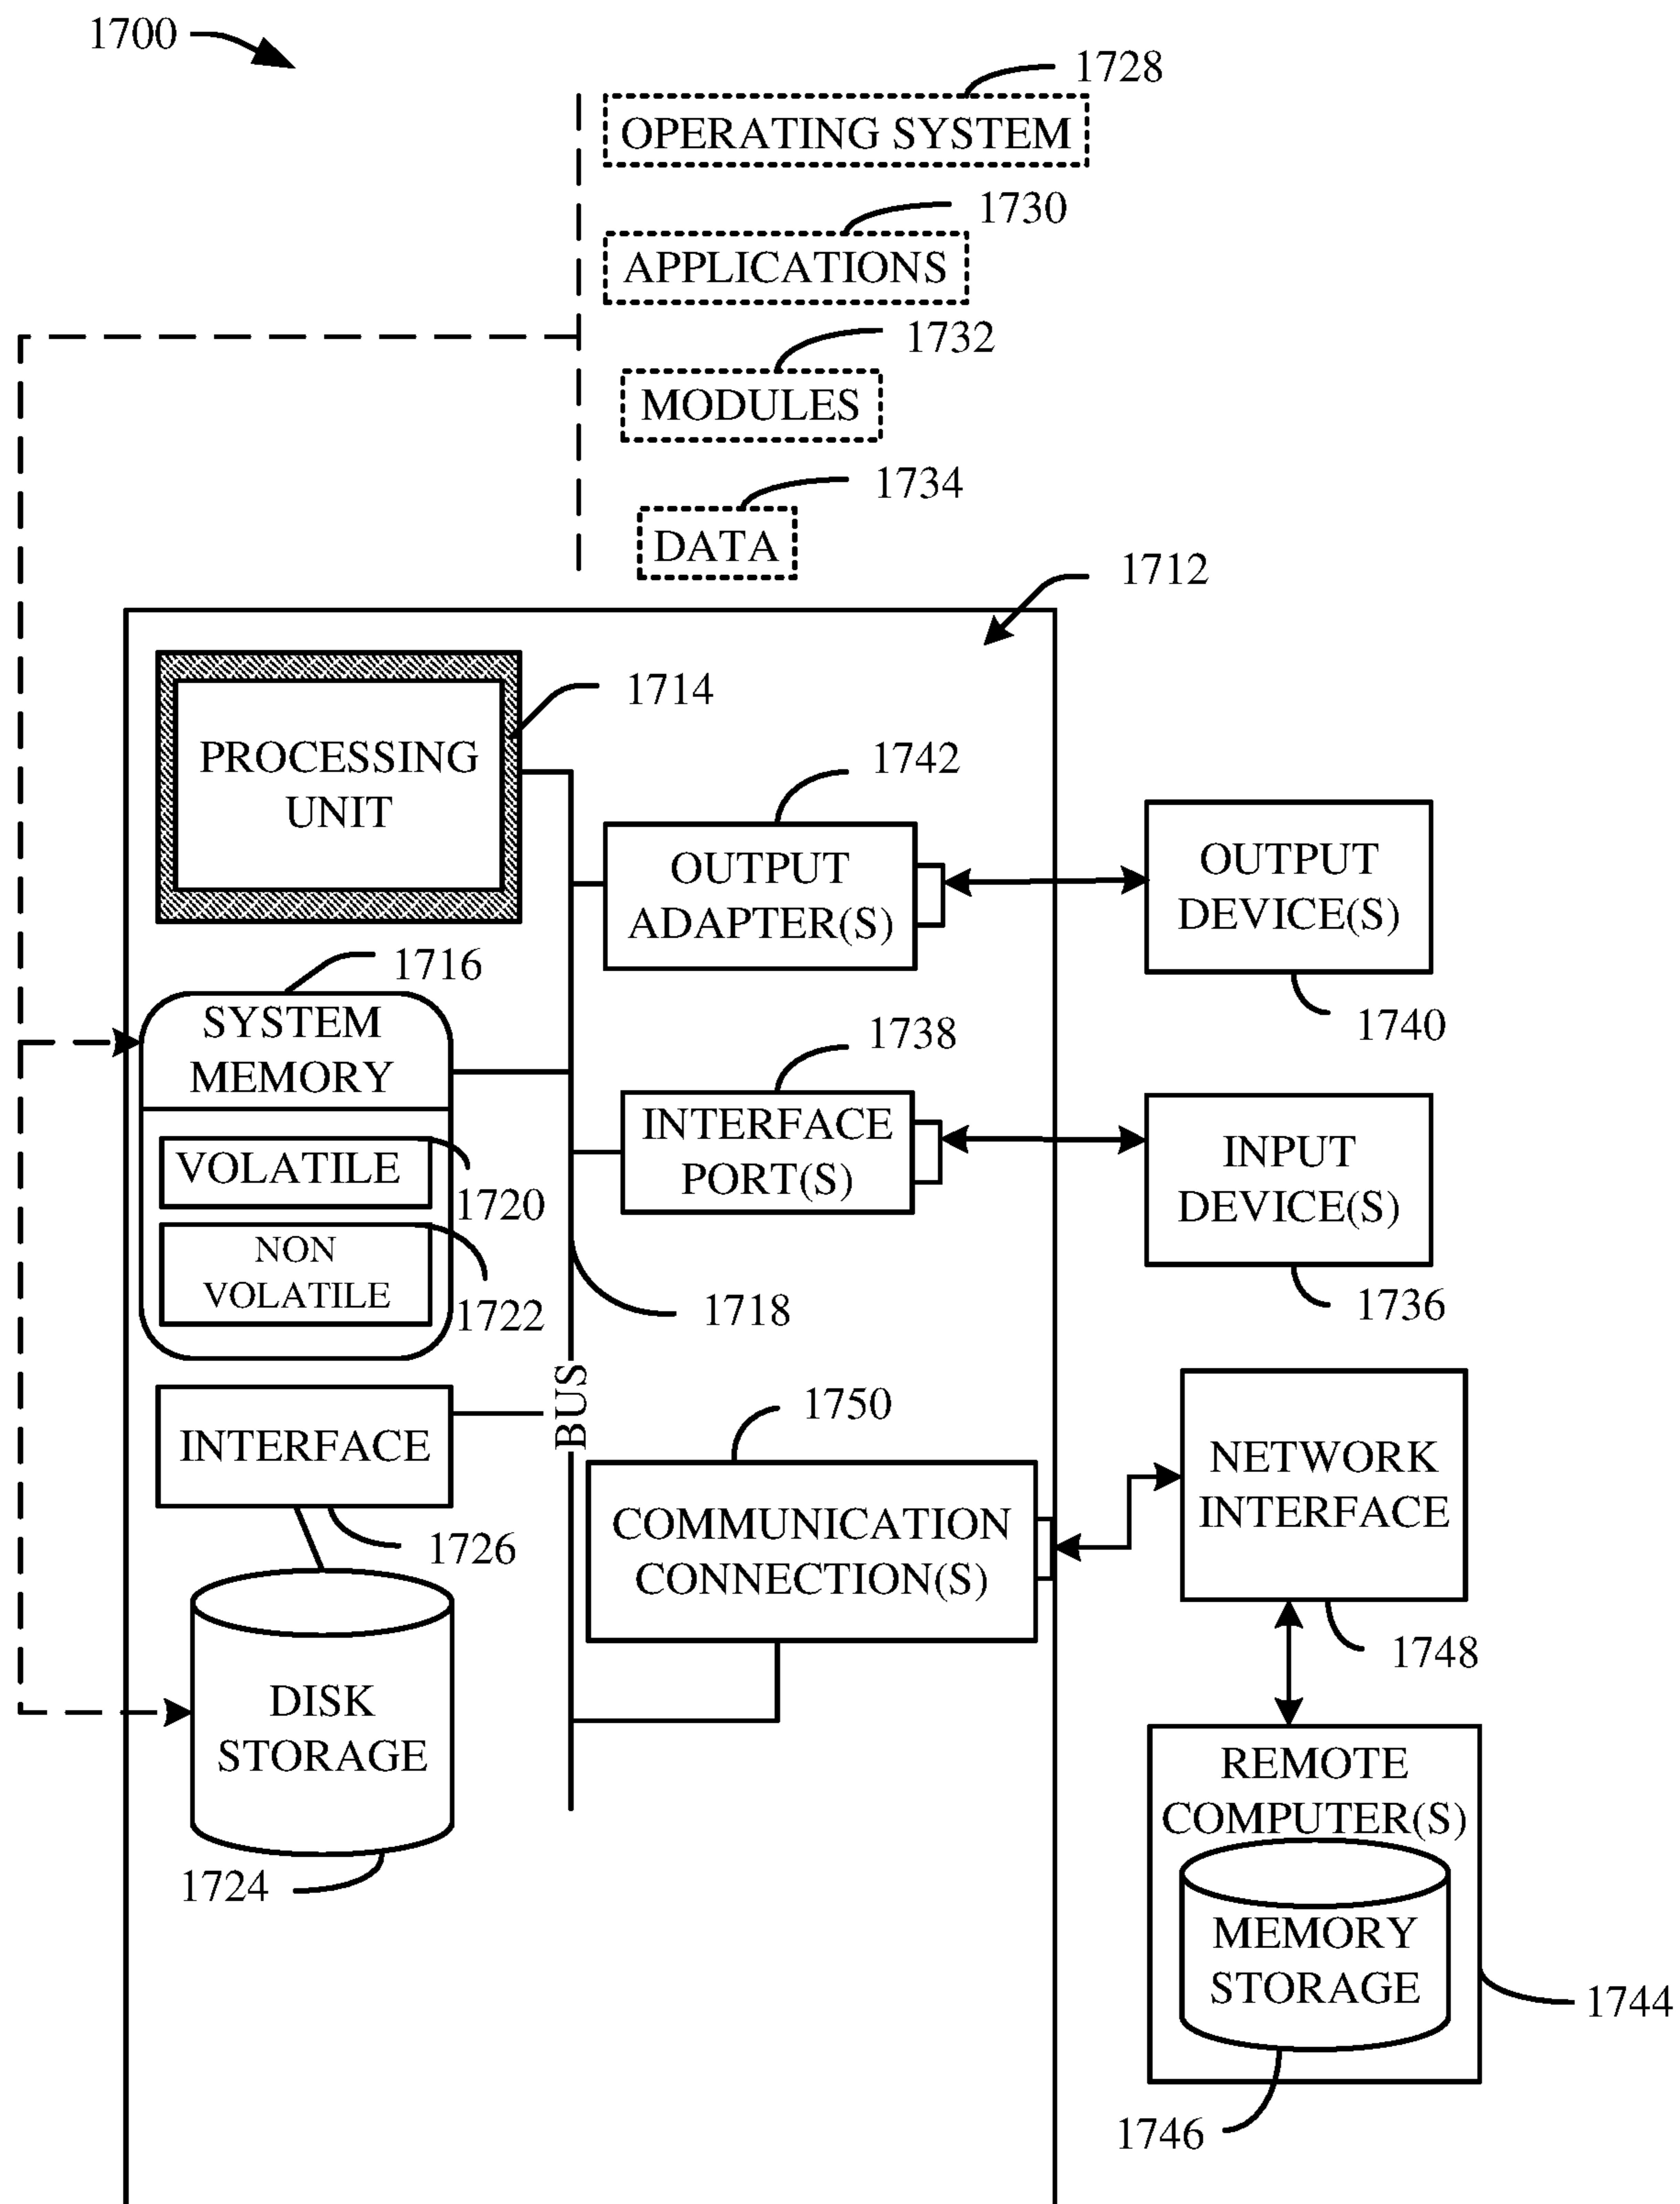 1700
1728
OPERATING SYSTEM
1730
APPLICATIONS
1732
MODULES
1734
DATA
1712
1714
PROCESSING
UNIT
1742
OUTPUT
ADAPTER(S)
OUTPUT
DEVICE(S)
1740
1716
SYSTEM
MEMORY
VOLATILE
1720
NON
VOLATILE
1722
1738
INTERFACE
PORT(S)
INPUT
DEVICE(S)
1736
1718
BUS
INTERFACE
1726
1750
COMMUNICATION
CONNECTION(S)
NETWORK
INTERFACE
1748
DISK
STORAGE
1724
REMOTE
COMPUTER(S)
MEMORY
STORAGE
1744
1746